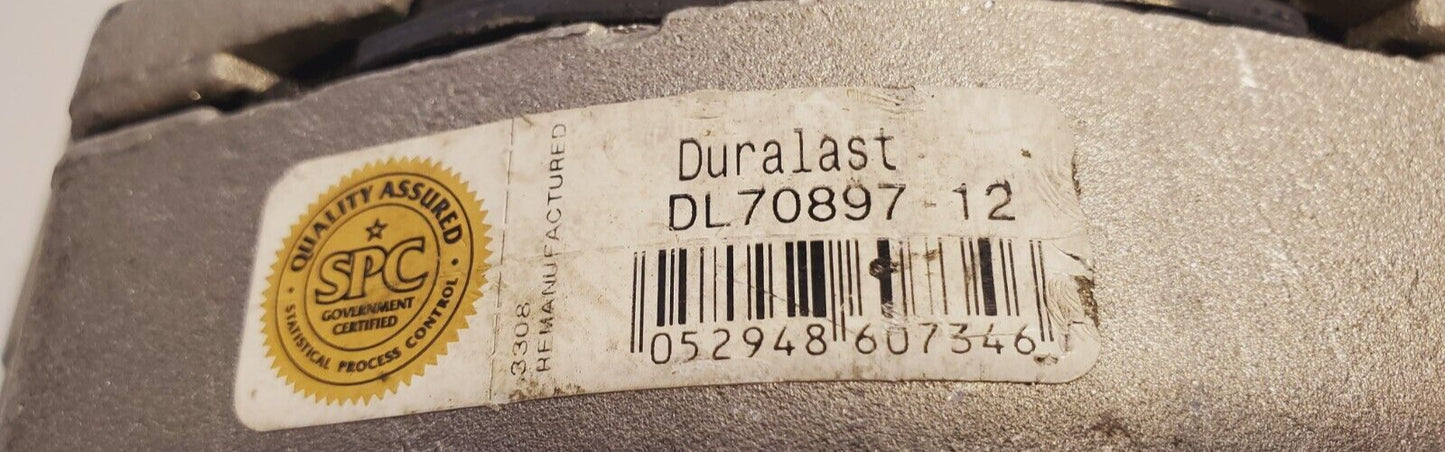 QUALITY ASSURED
SPC
GOVERNMENT
CERTIFIED
STATISTICAL PROCESS CONTROL
3308
REMANUFACTURED
Duralast
DL70897-12
052948 607346